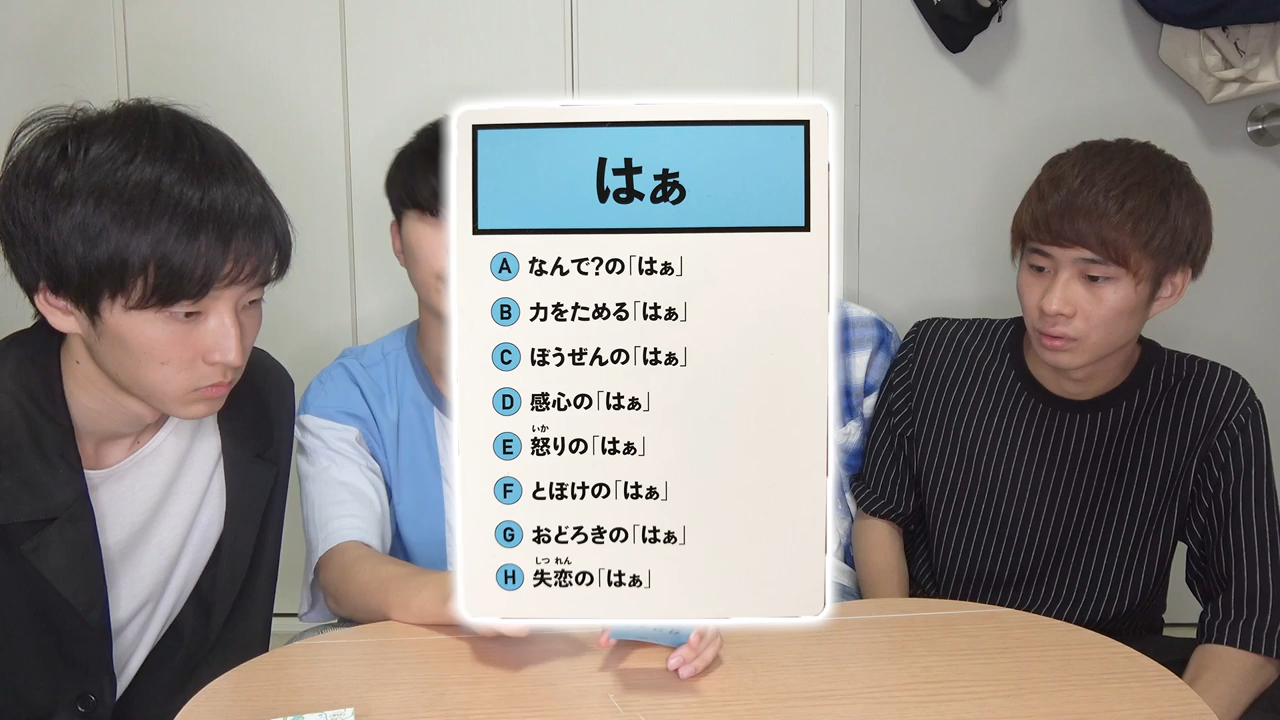 はぁ
A なんで?の「はぁ」
B 力をためる「はぁ」
C ぼうぜんの「はぁ」
D 感心の「はぁ」
いか
E 怒りの「はぁ」
F とぼけの「はぁ」
G おどろきの「はぁ」
しつ れん
H 失恋の「はぁ」